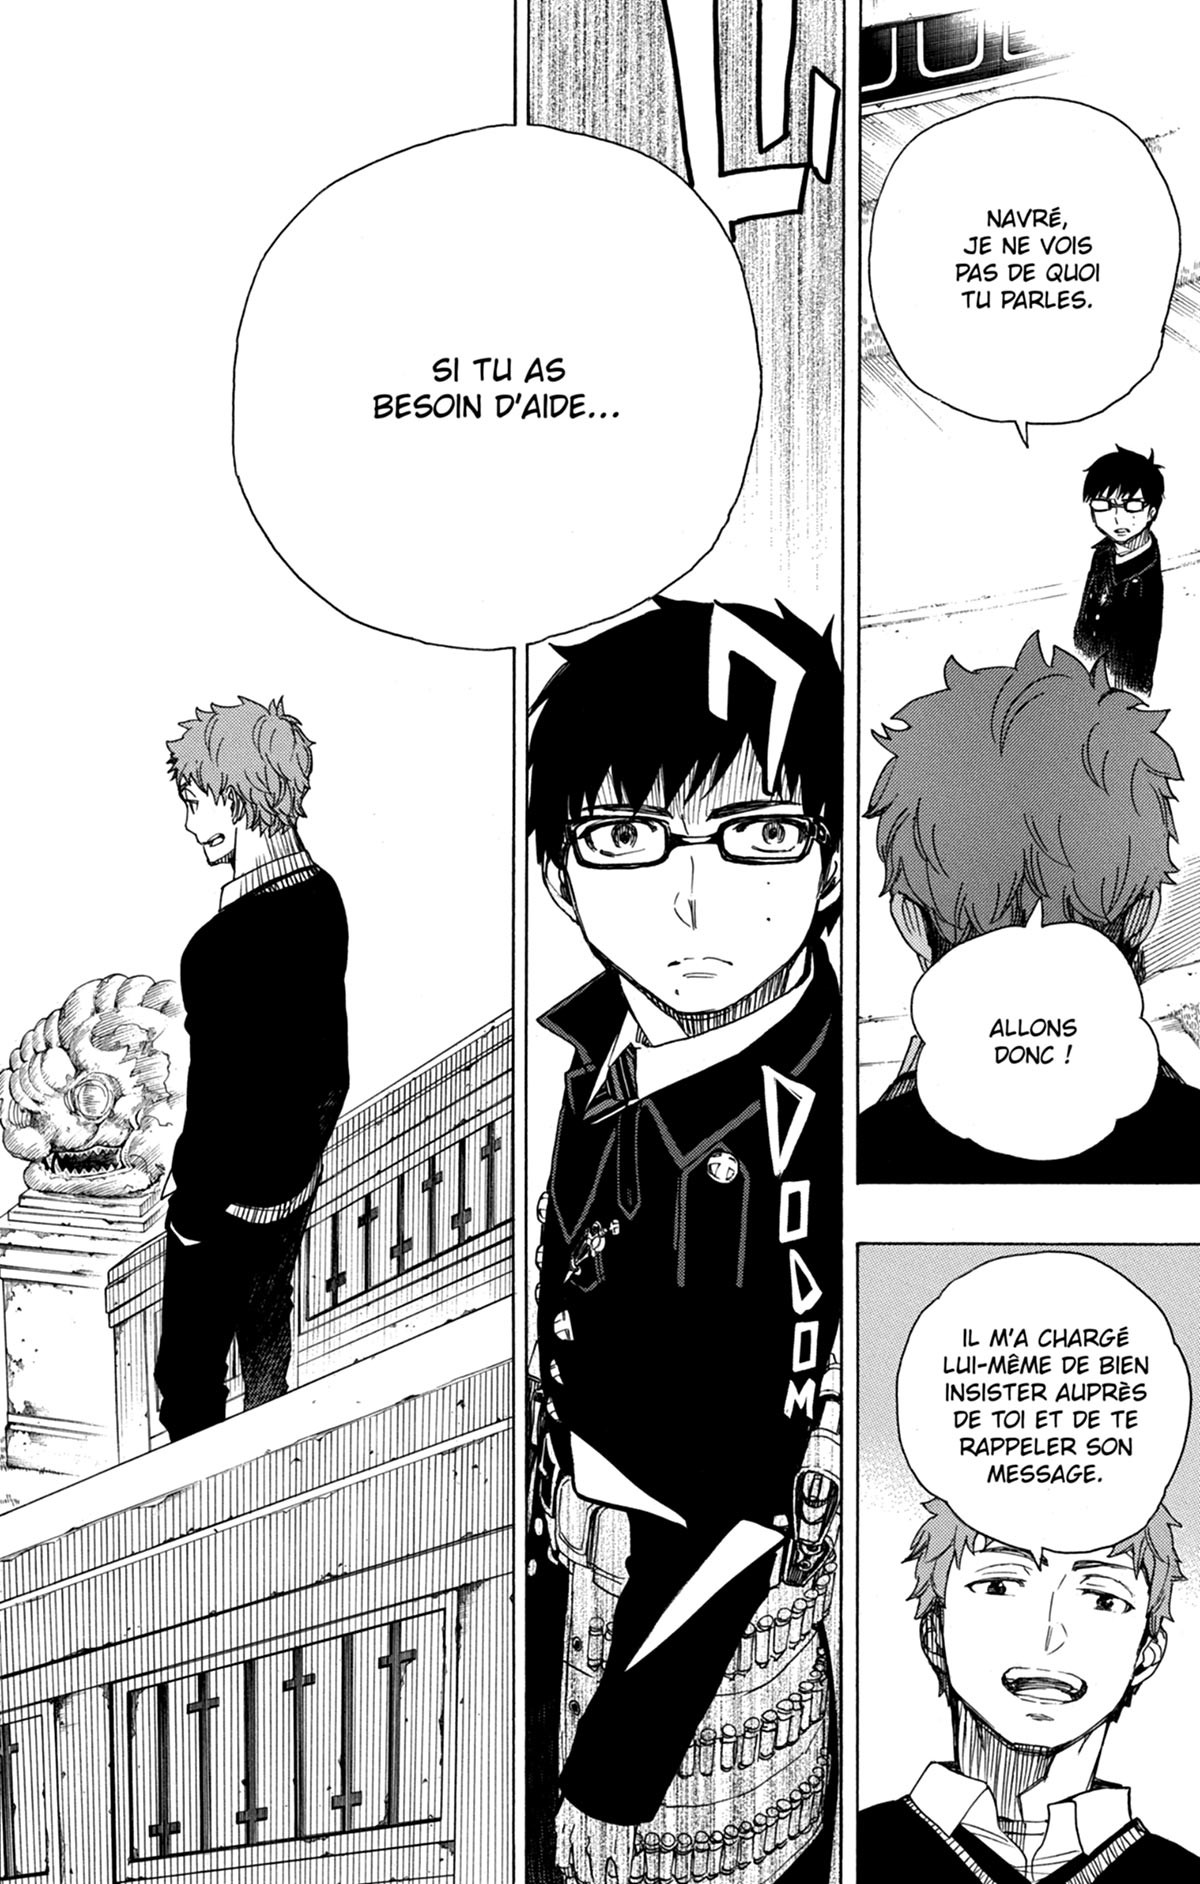 NAVRÉ,
JE NE VOIS
PAS DE QUOI
TU PARLES.
ALLONS
DONC !
IL M'A CHARGÉ
LUI-MÊME DE BIEN
INSISTER AUPRÈS
DE TOI ET DE TE
RAPPELER SON
MESSAGE.
DODOM
SI TU AS
BESOIN D'AIDE...